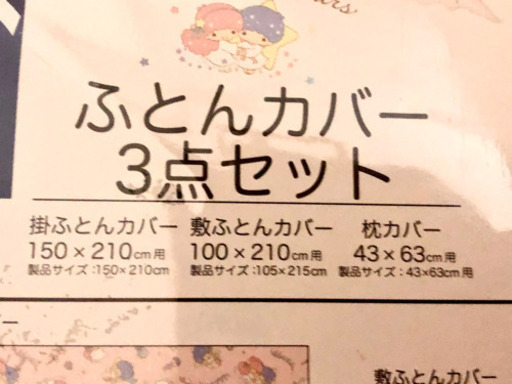 ふとんカバー
3点セット
掛ふとんカバー 敷ふとんカバー 枕カバー
150×210cm用 100×210cm用 43×63cm用
製品サイズ:150×210cm 製品サイズ:105×215cm 製品サイズ:43×63cm用
敷ふとんカバー